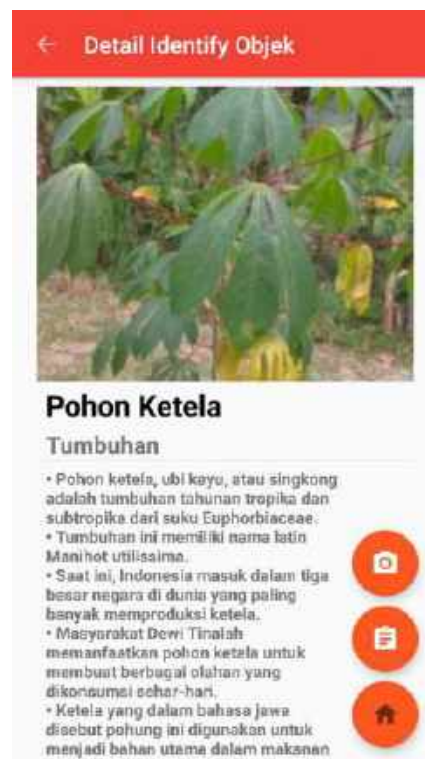 Detail Identify Objek
Pohon Ketela
Tumbuhan
• Pohon ketela, ubi kayu, atau singkong
adalah tumbuhan tahunan tropika dan
subtropika dari suku Euphorbiaceae.
• Tumbuhan ini memiliki nama latin
Manihot utilissima.
• Saat ini, Indonesia masuk dalam tiga
besar negara di dunia yang paling
banyak memproduksi ketela.
• Masyarakat Dewi Tinalah
memanfaatkan pohon ketela untuk
membuat berbagai olahan yang
dikonsumsi sehar-hari.
• Ketela yang dalam bahasa jawa
disebut pohung ini digunakan untuk
menjadi bahan utama dalam makanan